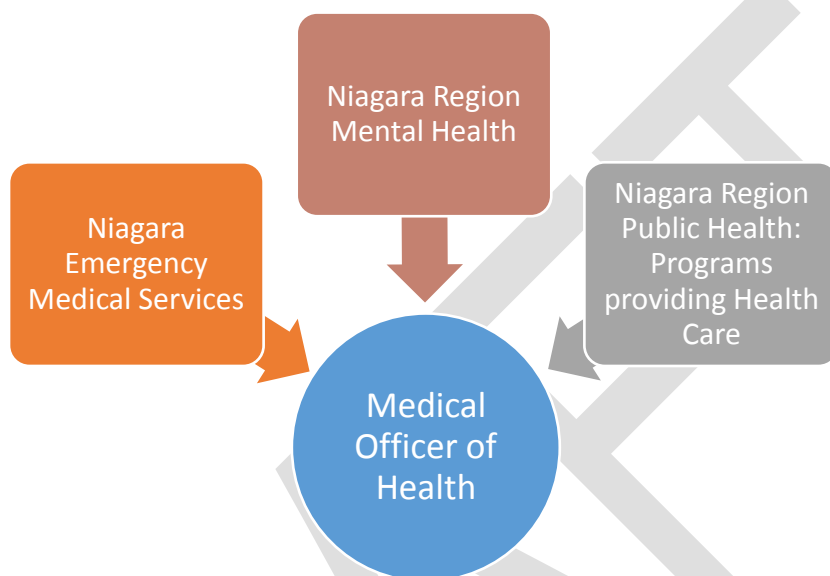 Niagara Region
Mental Health
Niagara
Emergency
Medical Services
Niagara Region
Public Health:
Programs
providing Health
Care
Medical
Officer of
Health